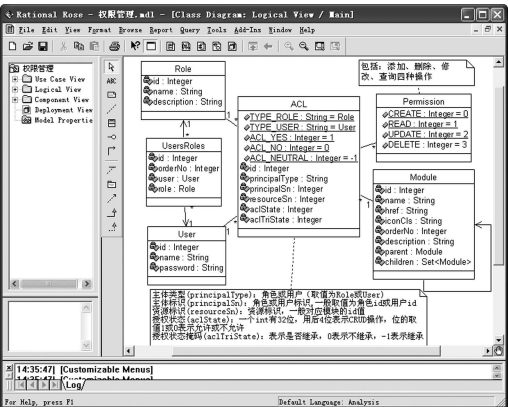 Rational Rose - 权限管理.mdl - [Class Diagram: Logical View / Main]
File Edit View Format Browse Report Query Tools Add-Ins Window Help
权限管理
Use Case View
Logical View
Component View
Deployment View
Model Propertie
ABC
Role
id : Integer
name : String
description : String
UsersRoles
id : Integer
orderNo : Integer
user : User
role : Role
User
id : Integer
name : String
password : String
ACL
TYPE_ROLE : String = Role
TYPE_USER : String = User
ACL_YES : Integer = 1
ACL_NO : Integer = 0
ACL_NEUTRAL : Integer = -1
id : Integer
principalType : String
principalSn : Integer
resourceSn : Integer
aclState : Integer
aclTriState : Integer
包括：添加、删除、修
改、查询四种操作
Permission
CREATE : Integer = 0
READ : Integer = 1
UPDATE : Integer = 2
DELETE : Integer = 3
Module
id : Integer
name : String
href : String
iconCls : String
orderNo : Integer
description : String
parent : Module
children : Set<Module>
主体类型(principalType)：角色或用户（取值为Role或User）
主体标识(principalSn)：角色或用户标识,一般取值为角色id或用户id
资源标识(resourceSn)：资源标识，一般对应模块的id值
授权状态(aclState)：一个int有32位，用后4位表示CRUD操作，位的取
值1或0表示允许或不允许
授权状态掩码(aclTriState)：表示是否继承，0表示不继承，-1表示继承
14:35:47| [Customizable Menus]
14:35:47| [Customizable Menus]
Log
For Help, press F1
Default Language: Analysis